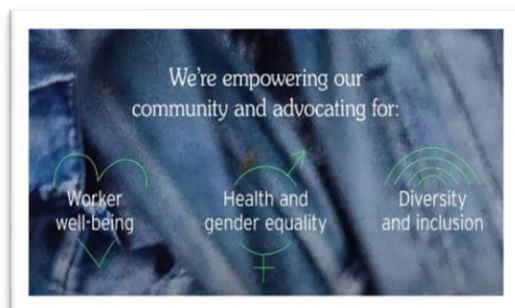 We're empowering our
community and advocating for:
Worker
well-being
Health and
gender equality
Diversity
and inclusion